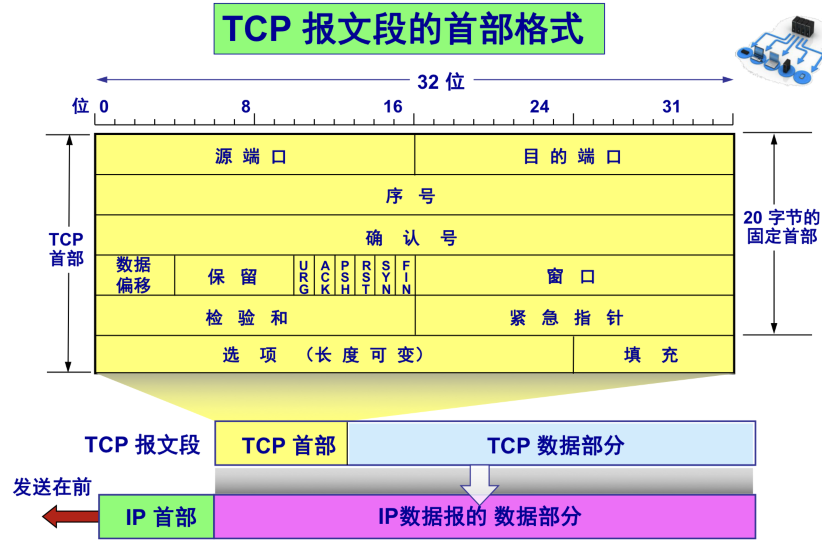 TCP 报文段的首部格式
32 位
位 0 8 16 24 31
源 端 口 目 的 端 口
序 号
TCP
首部
确 认 号
20 字节的
固定首部
数据
偏移
保 留
URG
ACK
PSH
RST
SYN
FIN
窗 口
检 验 和 紧 急 指 针
选 项 （长 度 可 变） 填 充
TCP 报文段 TCP 首部 TCP 数据部分
发送在前
IP 首部 IP数据报的 数据部分